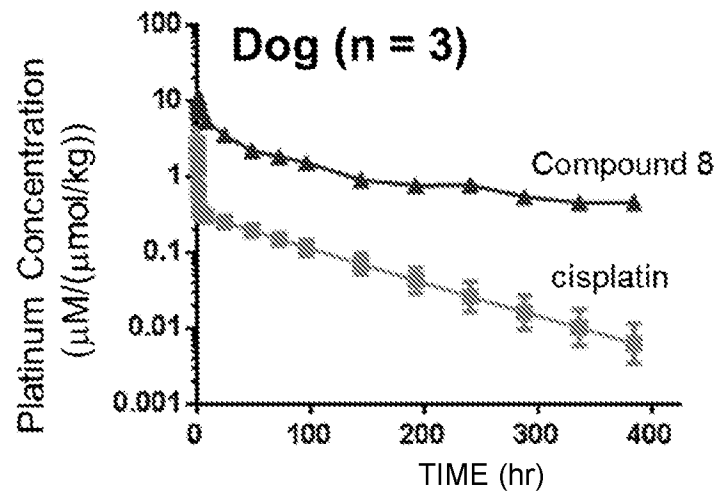 Dog (n = 3)
Platinum Concentration
(μM/(μmol/kg))
100
10
1
0.1
0.01
0.001
Compound 8
cisplatin
0
100
200
300
400
TIME (hr)